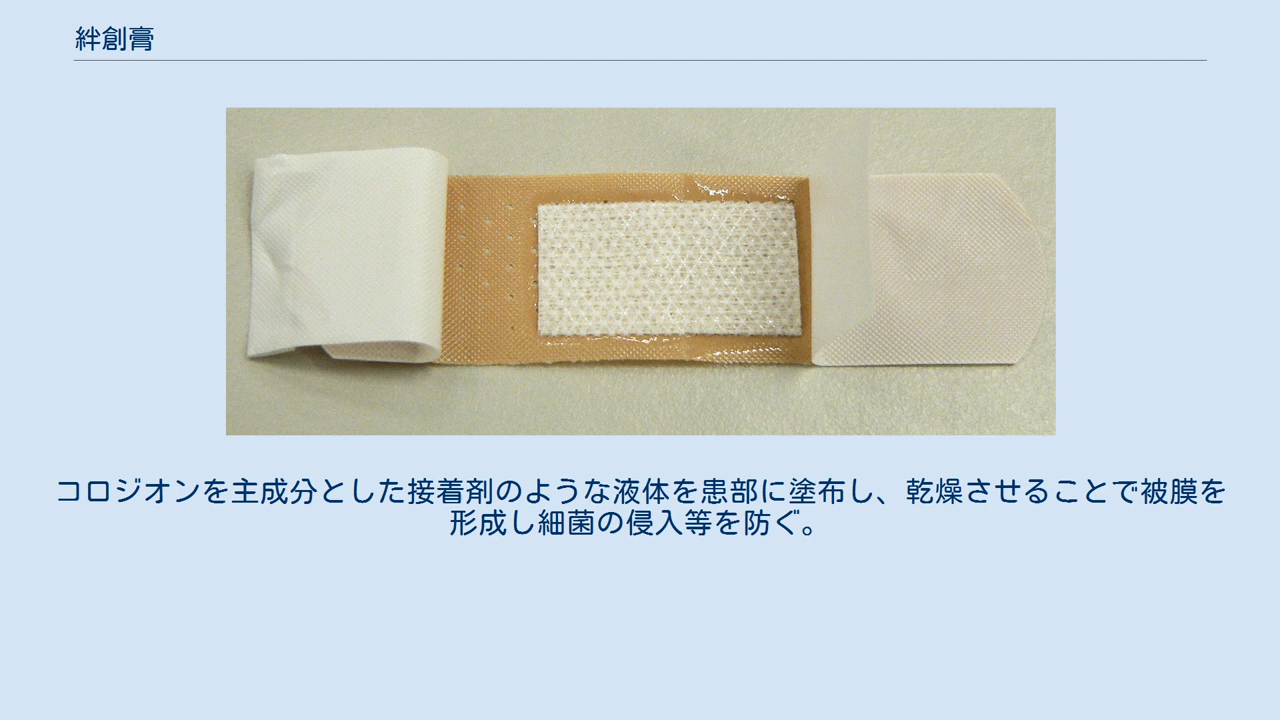 絆創膏
コロジオンを主成分とした接着剤のような液体を患部に塗布し、乾燥させることで被膜を
形成し細菌の侵入等を防ぐ。